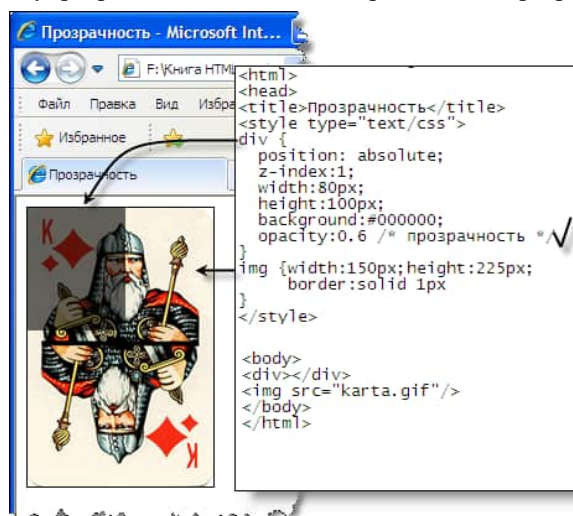 Прозрачность - Microsoft Int...
F:\Книга HTML
Файл Правка Вид Избра
Избранное
Прозрачность
K
K
<html>
<head>
<title>Прозрачность</title>
<style type="text/css">
div {
position: absolute;
z-index:1;
width:80px;
height:100px;
background:#000000;
opacity:0.6 /* прозрачность */
}
img {width:150px;height:225px;
border:solid 1px
}
</style>
<body>
<div></div>
<img src="karta.gif"/>
</body>
</html>